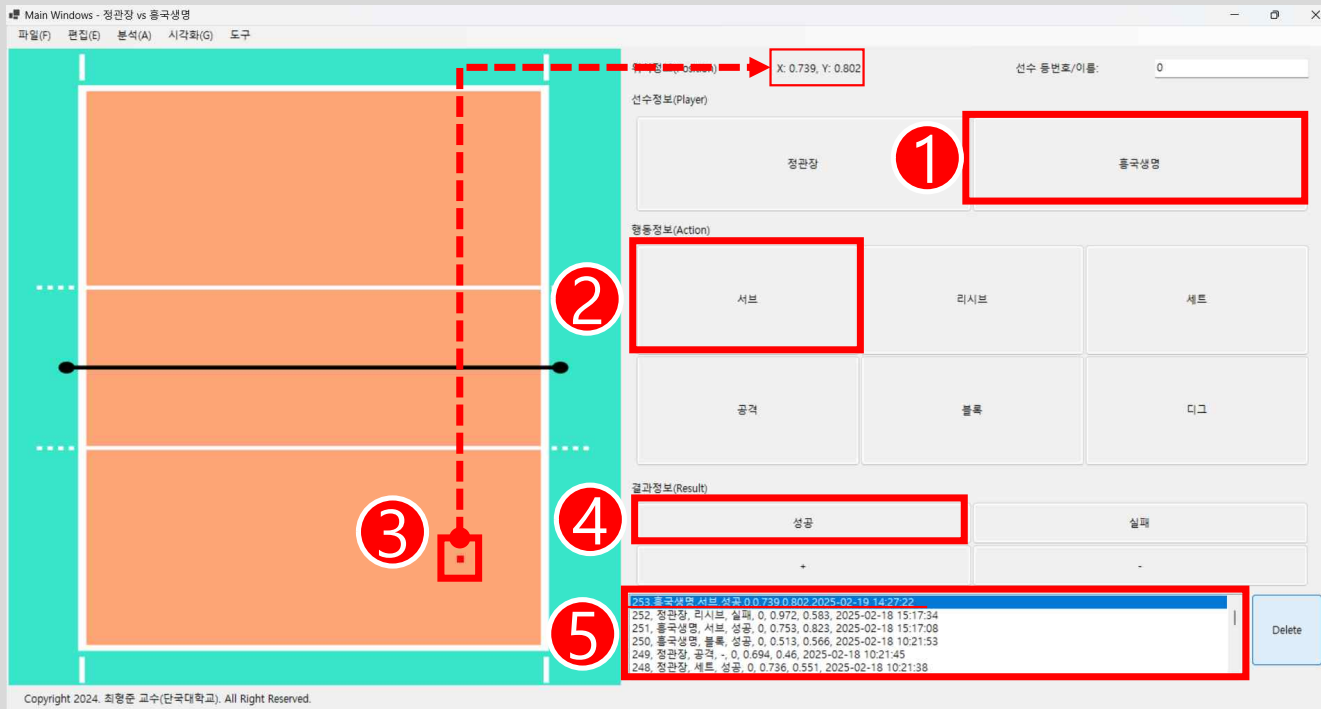 Main Windows - 정관장 vs 흥국생명
파일(F) 편집(E) 분석(A) 시각화(G) 도구
X: 0.739, Y: 0.802
선수 등번호/이름: 0
선수정보(Player)
1
정관장 흥국생명
행동정보(Action)
2
서브 리시브 세트
공격 블록 디그
결과정보(Result)
3
4
성공 실패
+ -
5
253,흥국생명,서브,성공,0,0.739,0.802,2025-02-19 14:27:22
252, 정관장, 리시브, 실패, 0, 0.972, 0.583, 2025-02-18 15:17:34
251, 흥국생명, 서브, 성공, 0, 0.753, 0.823, 2025-02-18 15:17:08
250, 흥국생명, 블록, 성공, 0, 0.513, 0.566, 2025-02-18 10:21:53
249, 정관장, 공격, -, 0, 0.694, 0.46, 2025-02-18 10:21:45
248, 정관장, 세트, 성공, 0, 0.736, 0.551, 2025-02-18 10:21:38
Delete
Copyright 2024. 최형준 교수(단국대학교). All Right Reserved.